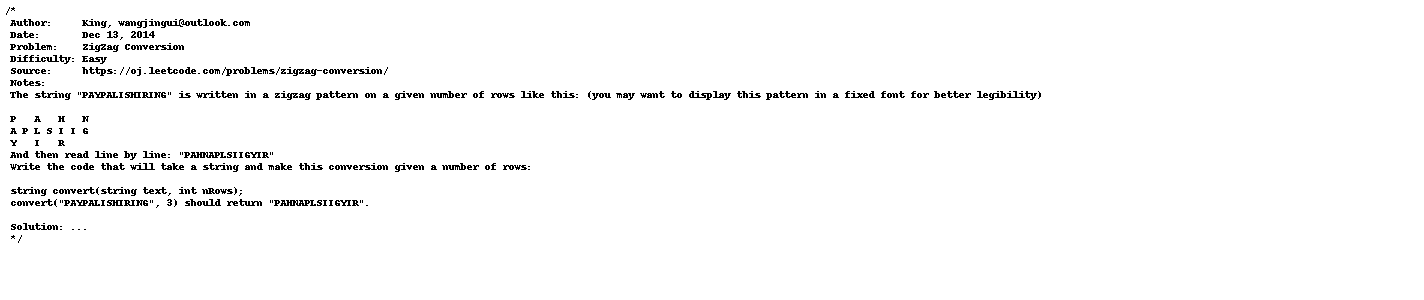 /*
Author:     King, wangjingui@outlook.com
Date:       Dec 13, 2014
Problem:    ZigZag Conversion
Difficulty: Easy
Source:     https://oj.leetcode.com/problems/zigzag-conversion/
Notes:
The string "PAYPALISHIRING" is written in a zigzag pattern on a given number of rows like this: (you may want to display this pattern in a fixed font for better legibility)
P   A   H   N
A P L S I I G
Y   I   R
And then read line by line: "PAHNAPLSIIGYIR"
Write the code that will take a string and make this conversion given a number of rows:
string convert(string text, int nRows);
convert("PAYPALISHIRING", 3) should return "PAHNAPLSIIGYIR".
Solution: ...
*/